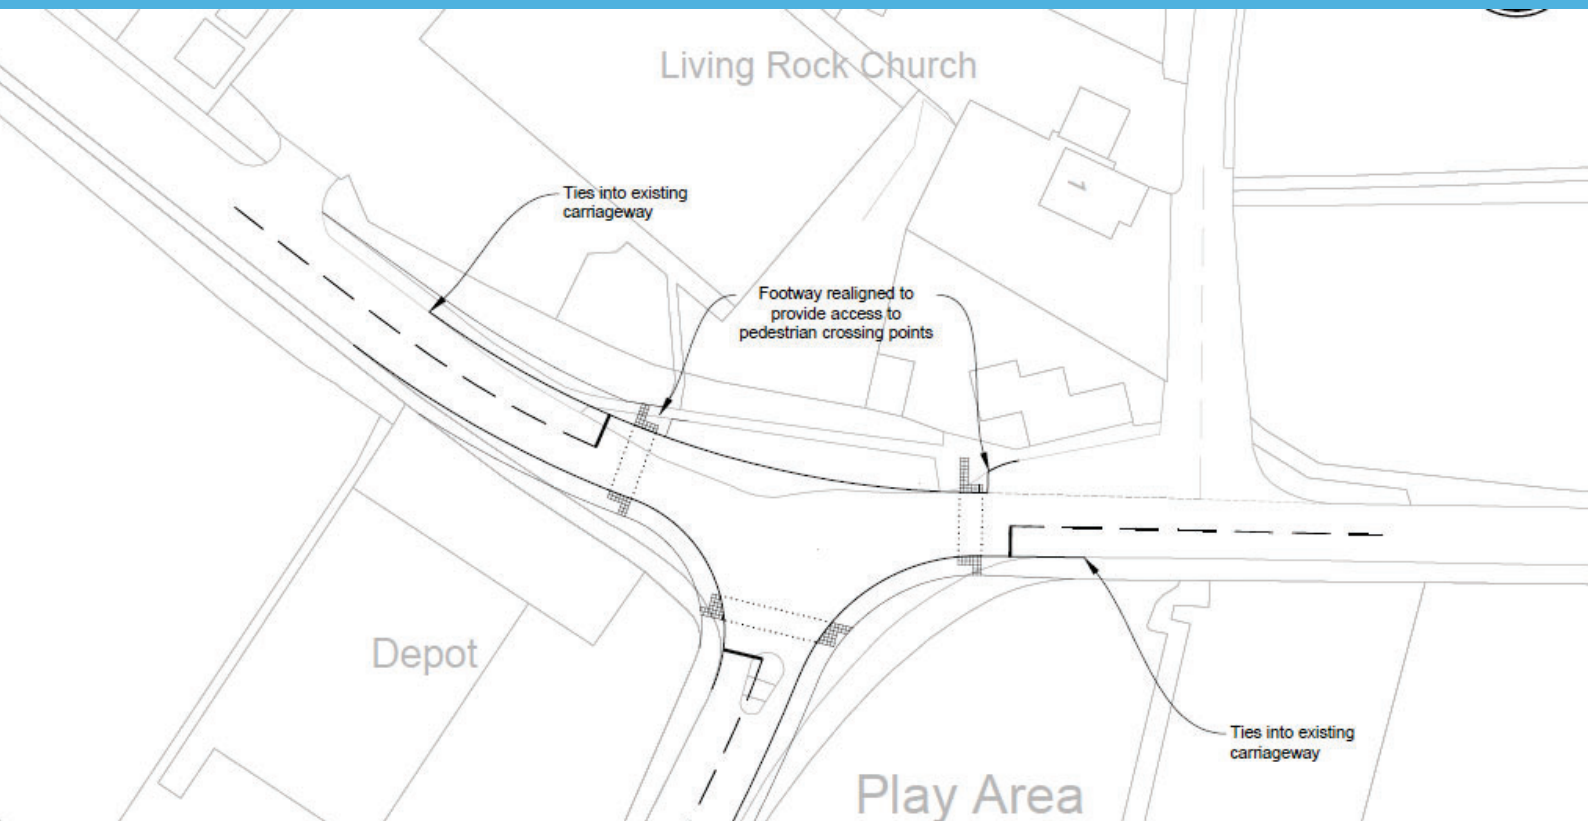 Living Rock Church
Ties into existing
carriageway
1
Footway realigned to
provide access to
pedestrian crossing points
Depot
Ties into existing
carriageway
Play Area